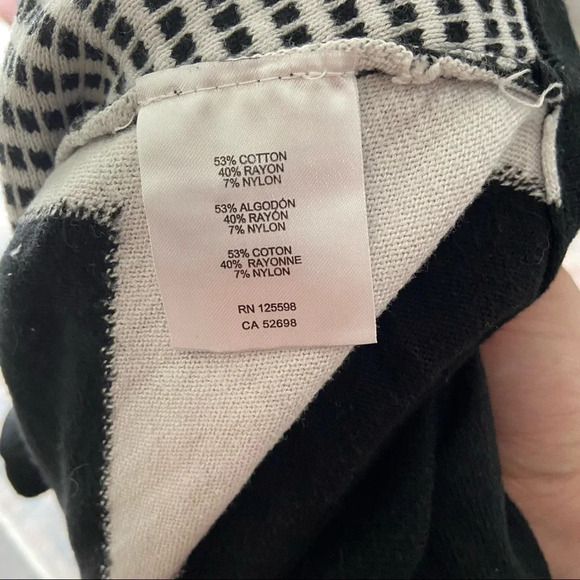 53% COTTON
40% RAYON
7% NYLON
53% ALGODÓN
40% RAYÓN
7% NYLON
53% COTON
40% RAYONNE
7% NYLON
RN 125598
CA 52698